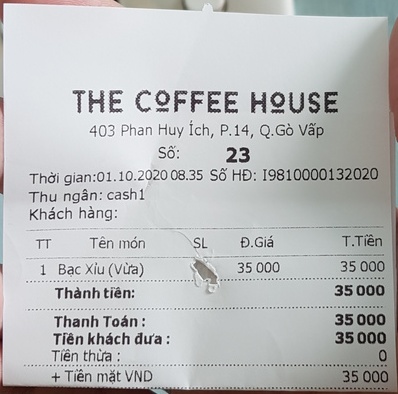 THE COFFEE HOUSE
403 Phan Huy Ích, P.14, Q.Gò Vấp
Số: 23
Thời gian:01.10.2020 08.35 Số HĐ: I9810000132020
Thu ngân: cash1
Khách hàng:
TT Tên món SL Đ.Giá T.Tiền
1 Bạc Xỉu (Vừa) 35 000 35 000
Thành tiền: 35 000
Thanh Toán : 35 000
Tiền khách đưa : 35 000
Tiền thừa : 0
+ Tiền mặt VND 35 000